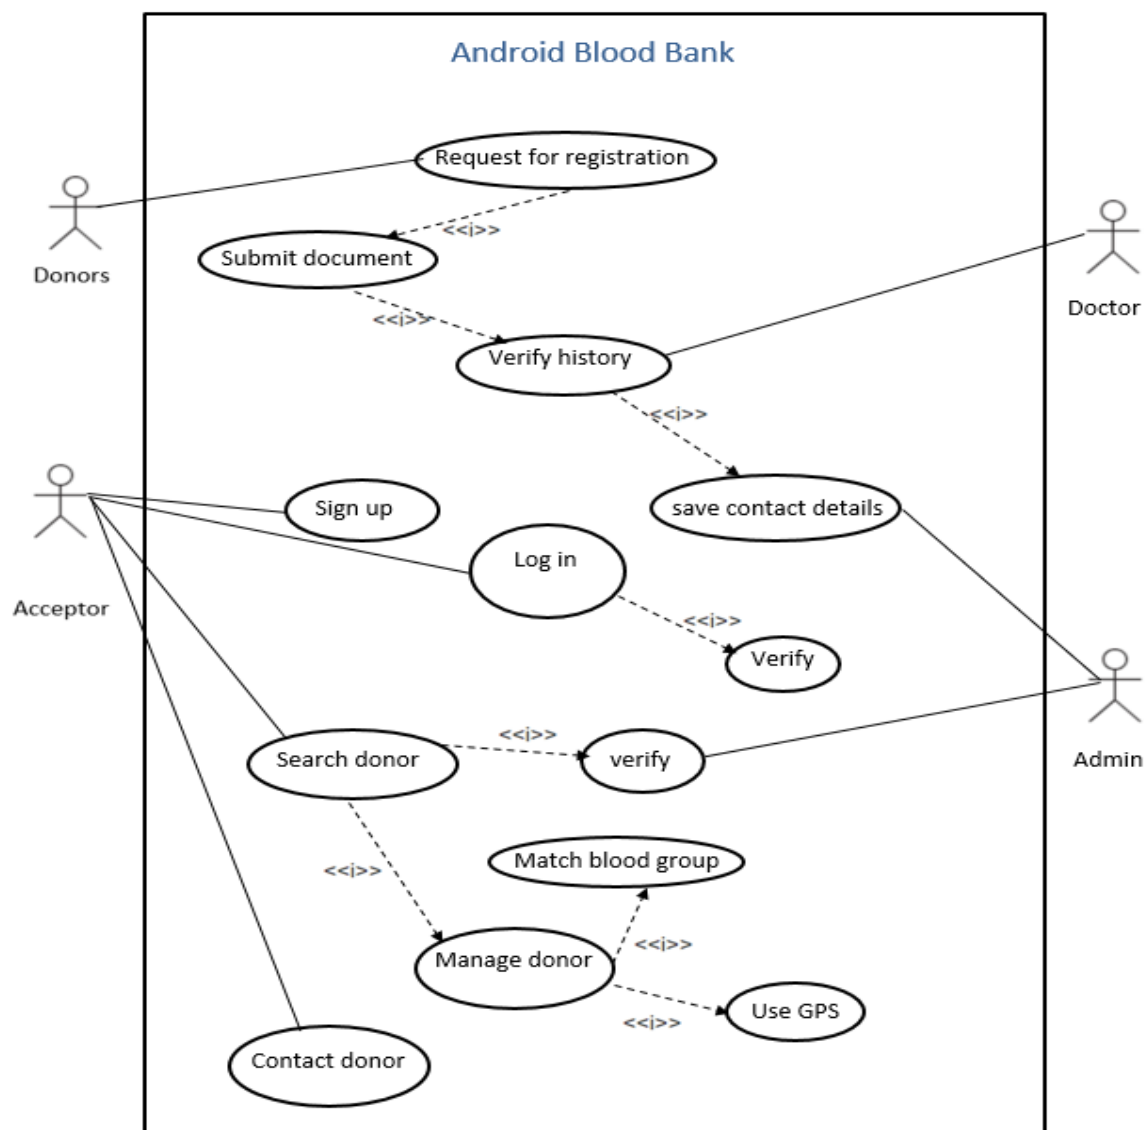 Android Blood Bank
Request for registration
<<i>>
Submit document
Donors
Doctor
<<i>>
Verify history
<<i>>
Sign up
save contact details
Log in
Acceptor
<<i>>
Verify
<<i>>
Search donor
verify
Admin
Match blood group
<<i>>
<<i>>
Manage donor
Use GPS
<<i>>
Contact donor